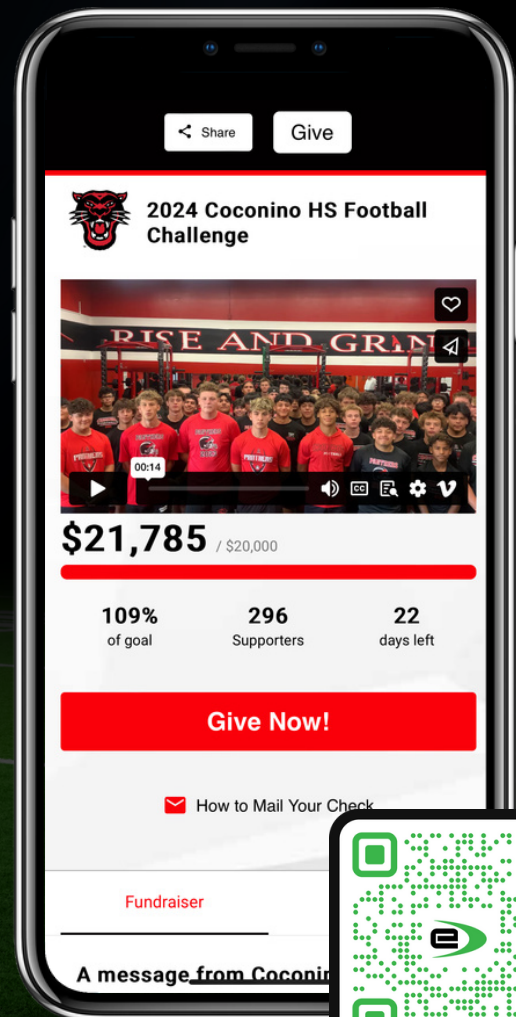 Share
Give
2024 Coconino HS Football
Challenge
RISE AND GRIN
00:14
CC
$21,785 / $20,000
109%
296
22
of goal
Supporters
days left
Give Now!
How to Mail Your Check
Fundraiser
A message from Coconin